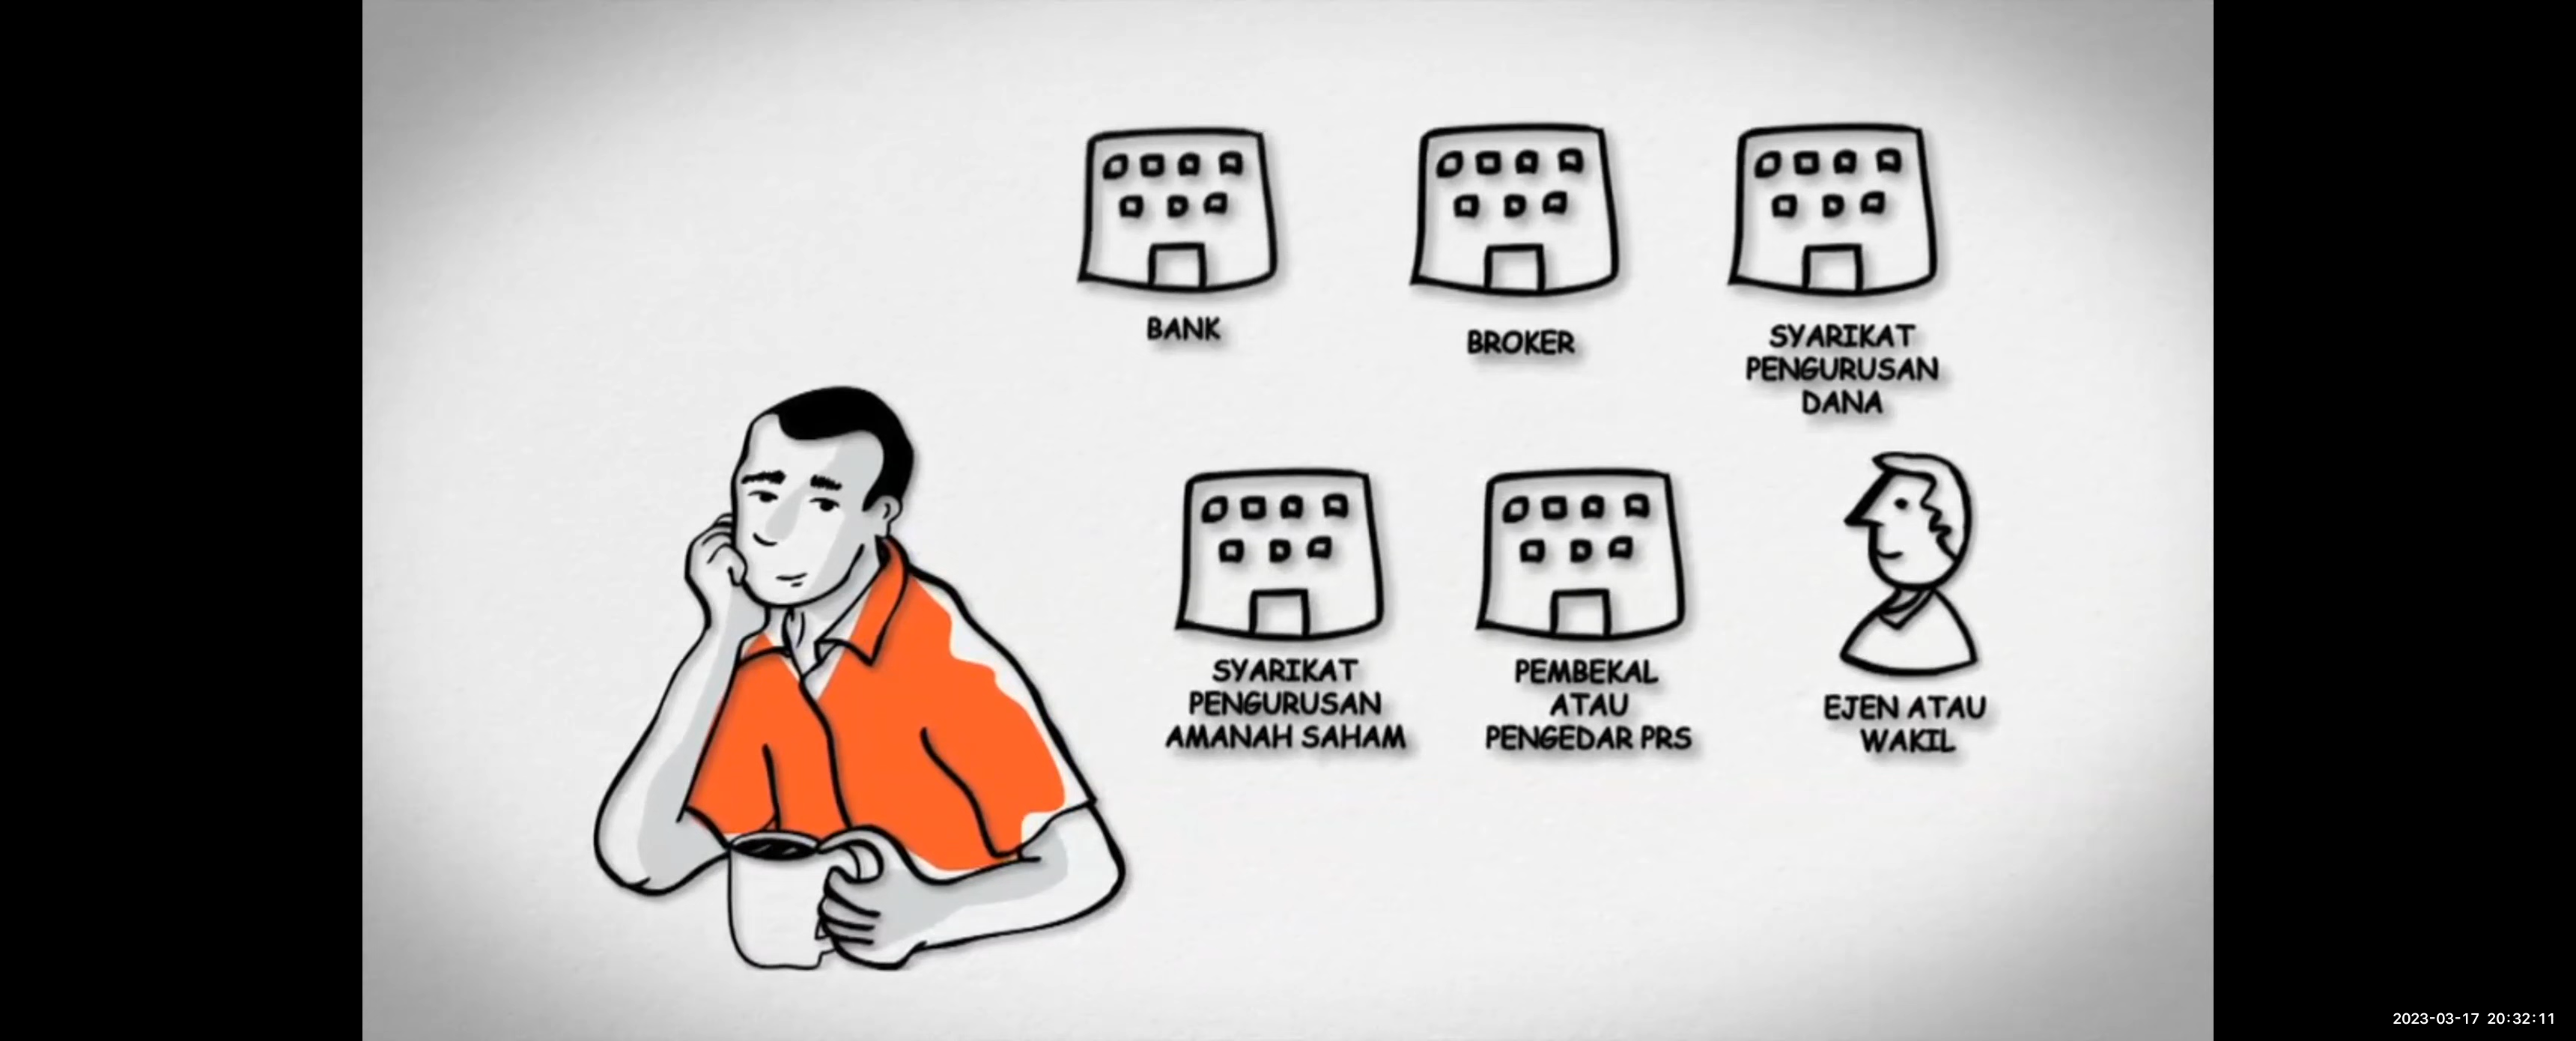 BANK
BROKER
SYARIKAT
PENGURUSAN
DANA
SYARIKAT
PENGURUSAN
AMANAH SAHAM
PEMBEKAL
ATAU
PENGEDAR PRS
EJEN ATAU
WAKIL
2023-03-17 20:32:11